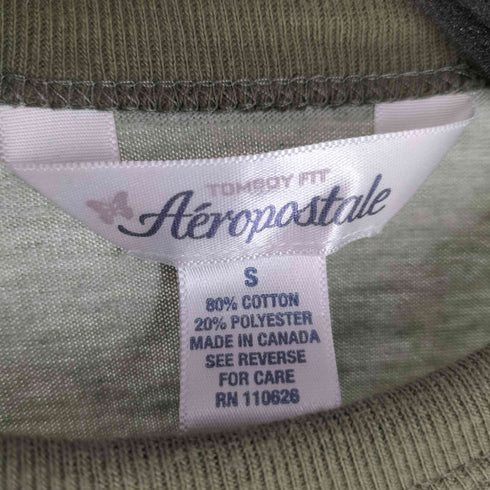 TOMBOY FIT
Aéropostale
S
80% COTTON
20% POLYESTER
MADE IN CANADA
SEE REVERSE
FOR CARE
RN 110626